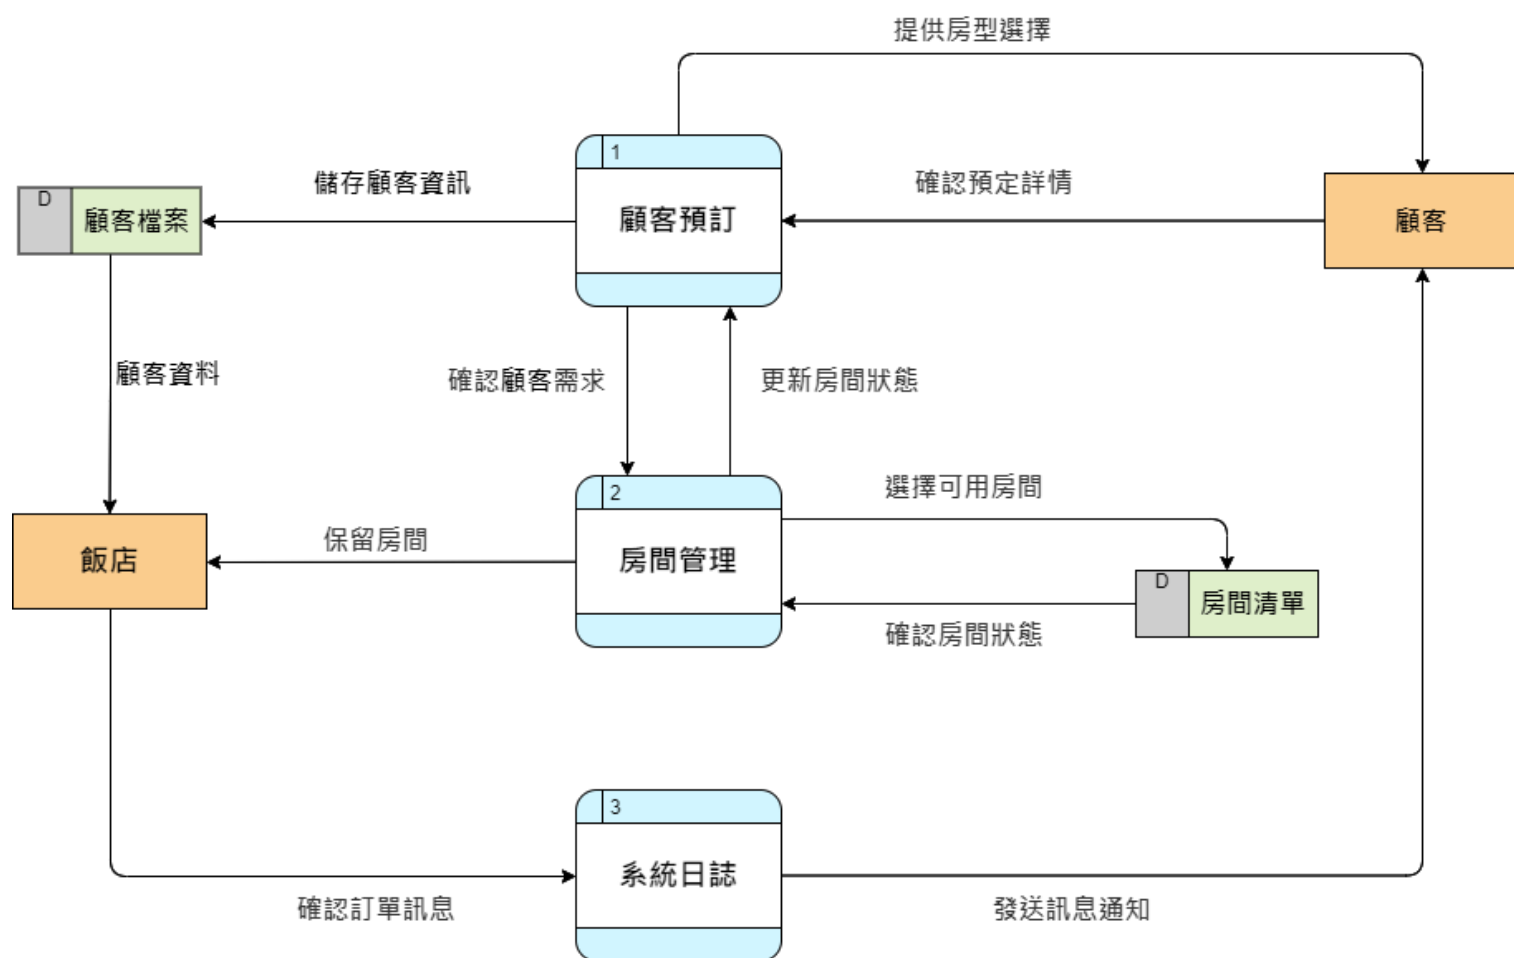 提供房型選擇
1
儲存顧客資訊
確認預定詳情
D
顧客檔案
顧客預訂
顧客
顧客資料
確認顧客需求
更新房間狀態
2
選擇可用房間
保留房間
飯店
房間管理
D
房間清單
確認房間狀態
3
系統日誌
確認訂單訊息
發送訊息通知